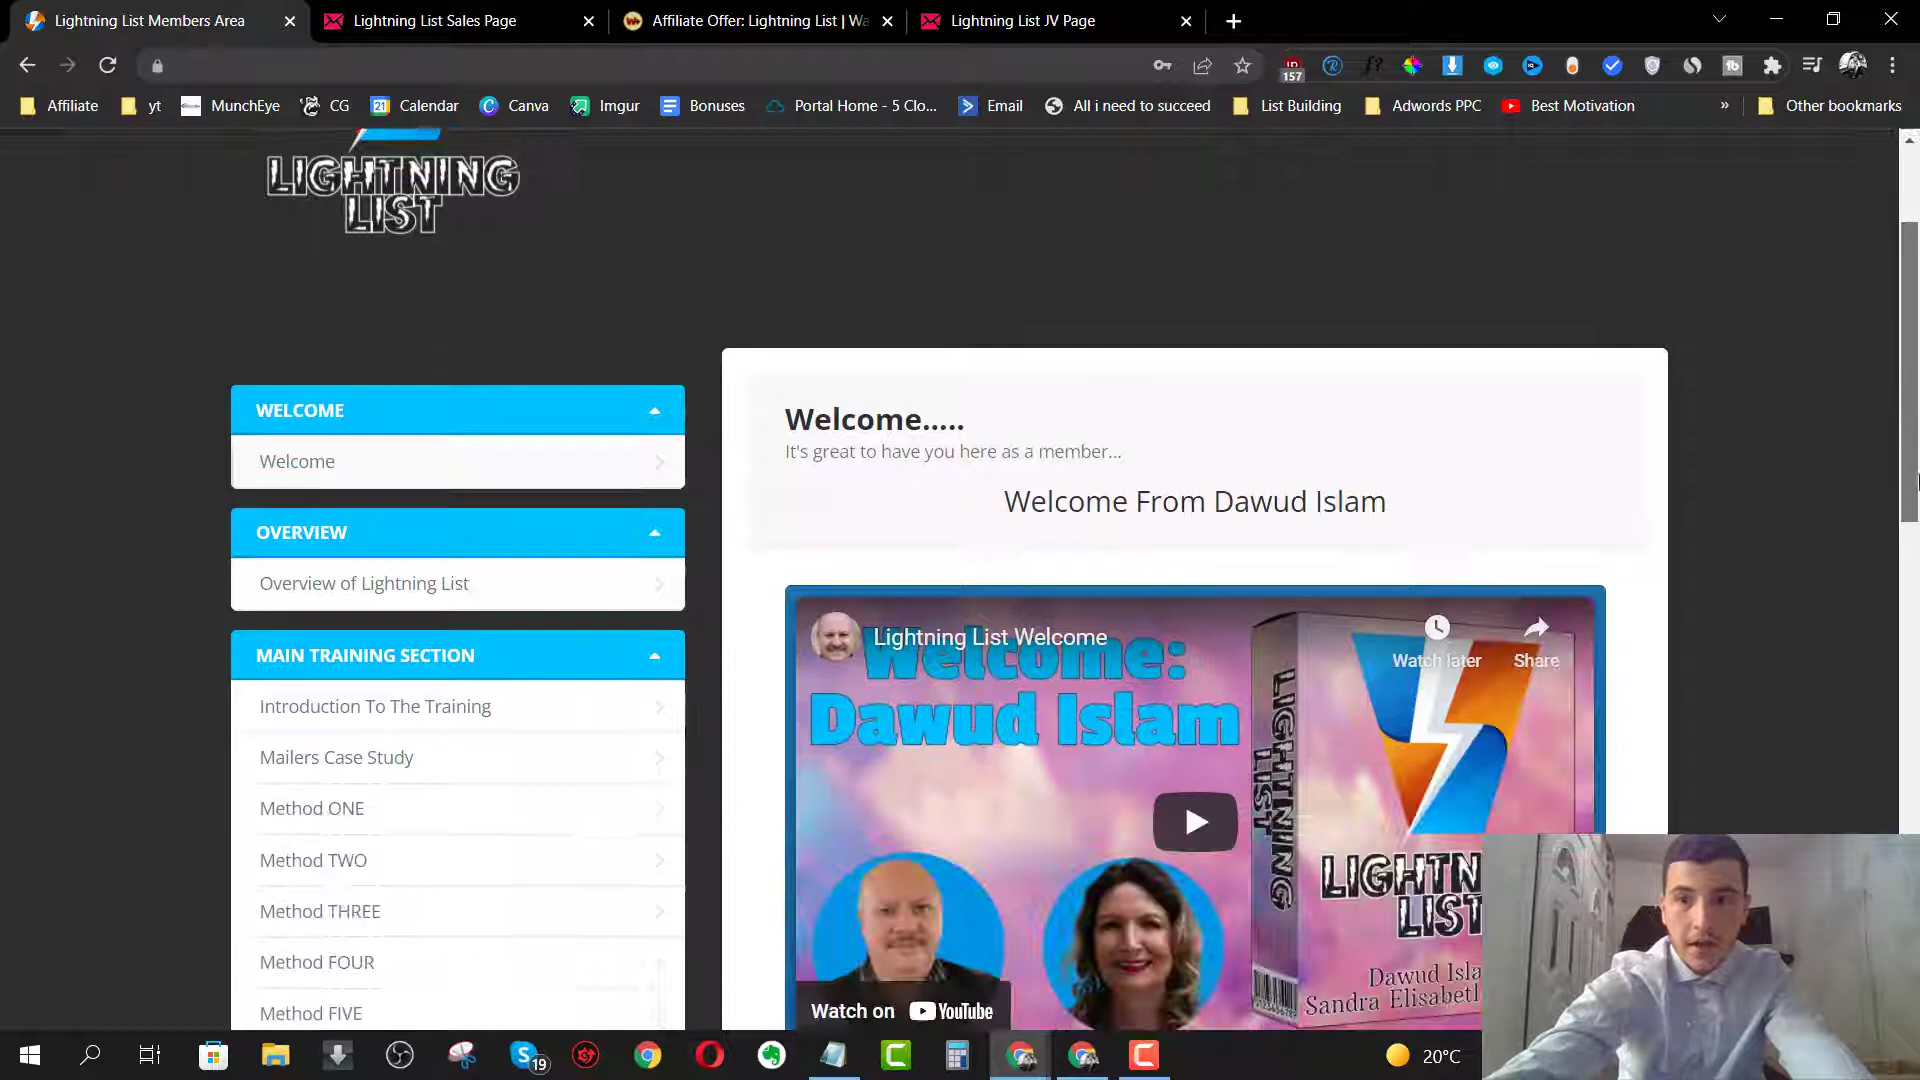 Lightning List Members Area
Lightning List Sales Page
Affiliate Offer: Lightning List | Wa
Lightning List JV Page
157
Affiliate
yt
MunchEye
CG
21
Calendar
Canva
Imgur
Bonuses
Portal Home - 5 Clo...
Email
All i need to succeed
List Building
Adwords PPC
Best Motivation
»
Other bookmarks
LIGHTNING
LIST
WELCOME
Welcome
OVERVIEW
Overview of Lightning List
MAIN TRAINING SECTION
Introduction To The Training
Mailers Case Study
Method ONE
Method TWO
Method THREE
Method FOUR
Method FIVE
Welcome.....
It's great to have you here as a member...
Welcome From Dawud Islam
Lightning List Welcome
Watch later
Share
Welcome:
Dawud Islam
LIGHTNING
LIST
LIGHTN
LIST
Dawud Isla
Sandra Elisabet
Watch on YouTube
19
20°C